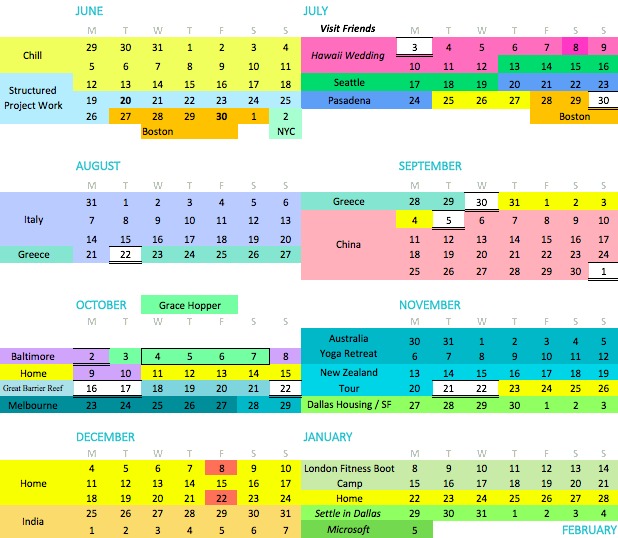 JUNE
M T W T F S S
Chill
29 30 31 1 2 3 4
5 6 7 8 9 10 11
Structured
Project Work
12 13 14 15 16 17 18
19 20 21 22 23 24 25
26 27 28 29 30 1 2
Boston NYC
JULY
Visit Friends M T W T F S S
Hawaii Wedding
3 4 5 6 7 8 9
10 11 12 13 14 15 16
Seattle 17 18 19 20 21 22 23
Pasadena 24 25 26 27 28 29 30
Boston
AUGUST
M T W T F S S
Italy
31 1 2 3 4 5 6
7 8 9 10 11 12 13
14 15 16 17 18 19 20
Greece 21 22 23 24 25 26 27
SEPTEMBER
M T W T F S S
Greece 28 29 30 31 1 2 3
4 5 6 7 8 9 10
China
11 12 13 14 15 16 17
18 19 20 21 22 23 24
25 26 27 28 29 30 1
OCTOBER Grace Hopper
M T W T F S S
Baltimore 2 3 4 5 6 7 8
Home 9 10 11 12 13 14 15
Great Barrier Reef 16 17 18 19 20 21 22
Melbourne 23 24 25 26 27 28 29
NOVEMBER
M T W T F S S
Australia 30 31 1 2 3 4 5
Yoga Retreat 6 7 8 9 10 11 12
New Zealand 13 14 15 16 17 18 19
Tour 20 21 22 23 24 25 26
Dallas Housing / SF 27 28 29 30 1 2 3
DECEMBER
M T W T F S S
Home
4 5 6 7 8 9 10
11 12 13 14 15 16 17
18 19 20 21 22 23 24
India
25 26 27 28 29 30 31
1 2 3 4 5 6 7
JANUARY
M T W T F S S
London Fitness Boot 8 9 10 11 12 13 14
Camp 15 16 17 18 19 20 21
Home 22 23 24 25 26 27 28
Settle in Dallas 29 30 31 1 2 3 4
Microsoft 5 FEBRUARY